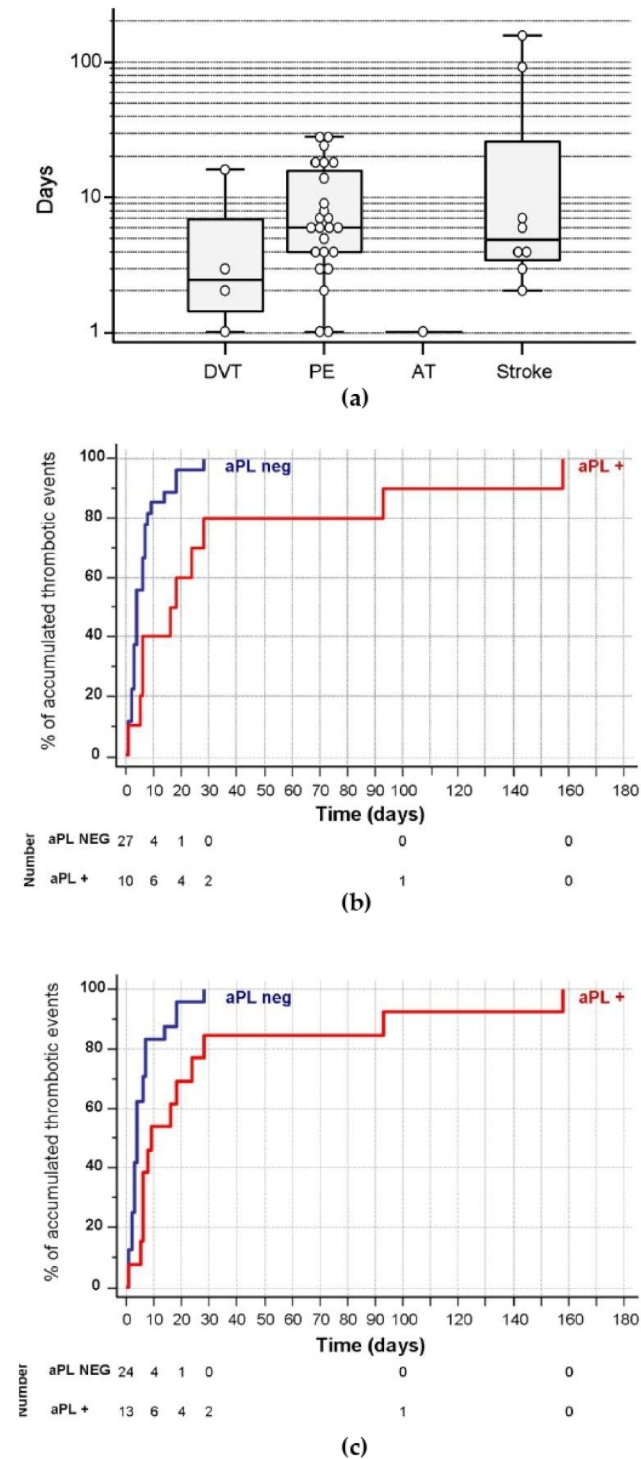 100
10
1
Days
DVT PE AT Stroke
(a)
100
80
60
40
20
0
% of accumulated thrombotic events
aPL neg
aPL +
0 10 20 30 40 50 60 70 80 90 100 120 140 160 180
Time (days)
Number
aPL NEG 27 4 1 0 0 0
aPL + 10 6 4 2 1 0
(b)
100
80
60
40
20
0
% of accumulated thrombotic events
aPL neg
aPL +
0 10 20 30 40 50 60 70 80 90 100 120 140 160 180
Time (days)
Number
aPL NEG 24 4 1 0 0 0
aPL + 13 6 4 2 1 0
(c)